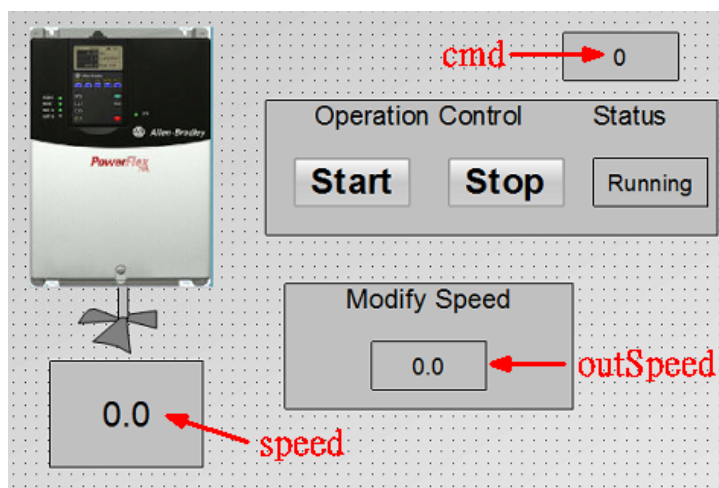 cmd
0
Operation Control
Status
Start
Stop
Running
Allen-Bradley
PowerFlex
Modify Speed
0.0
outSpeed
0.0
speed